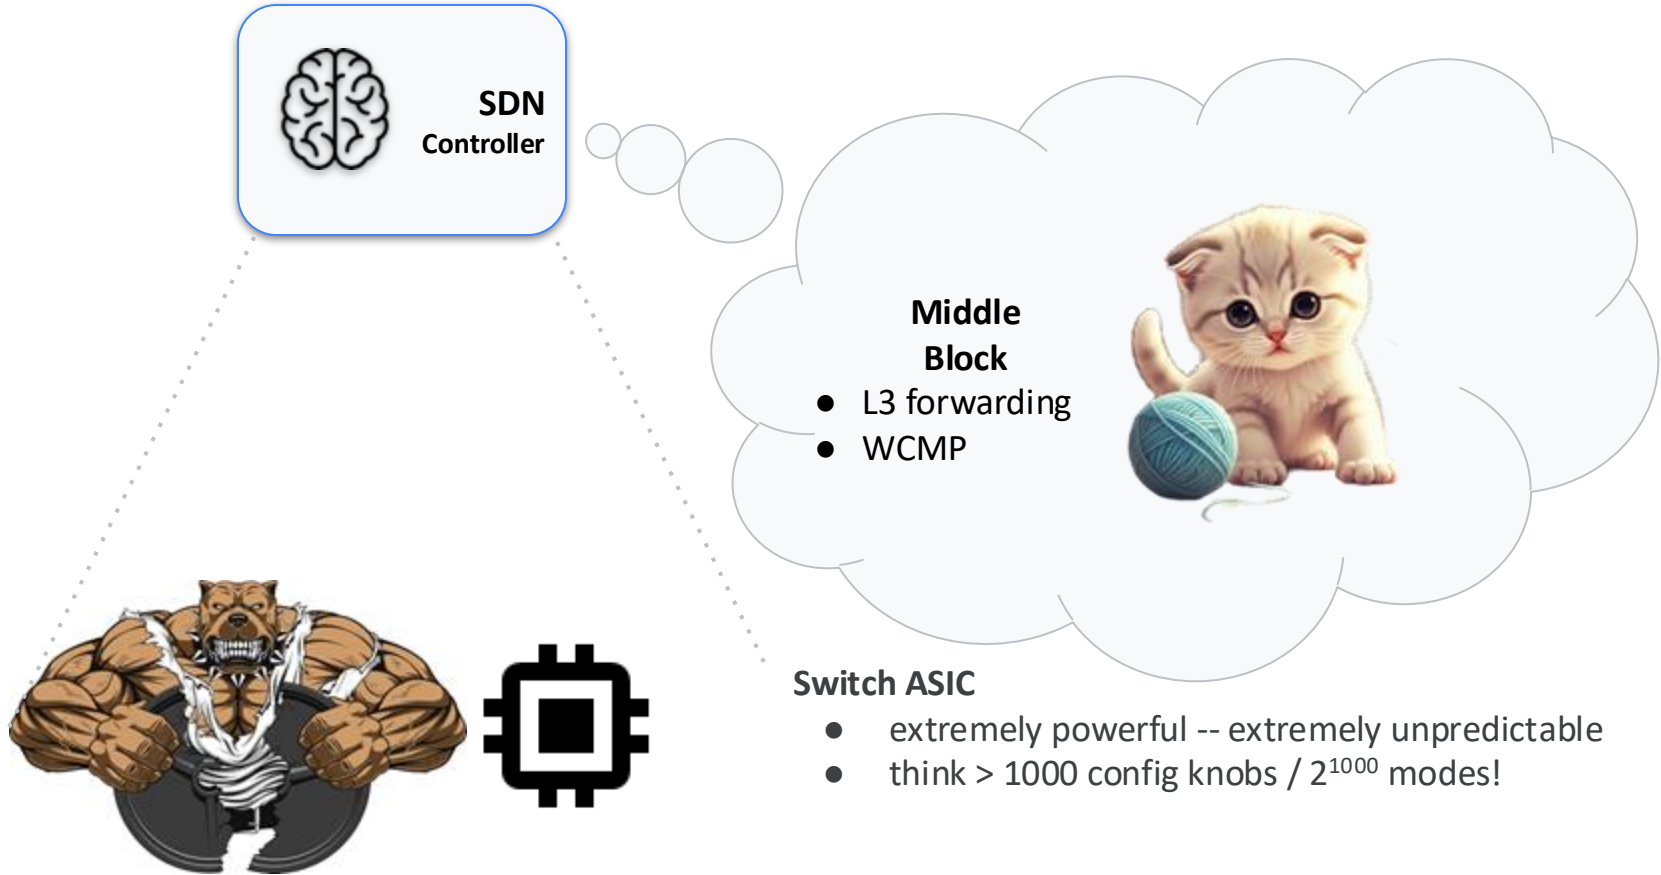 SDN
Controller
Middle
Block
● L3 forwarding
● WCMP
Switch ASIC
● extremely powerful -- extremely unpredictable
● think > 1000 config knobs / 2¹⁰⁰⁰ modes!